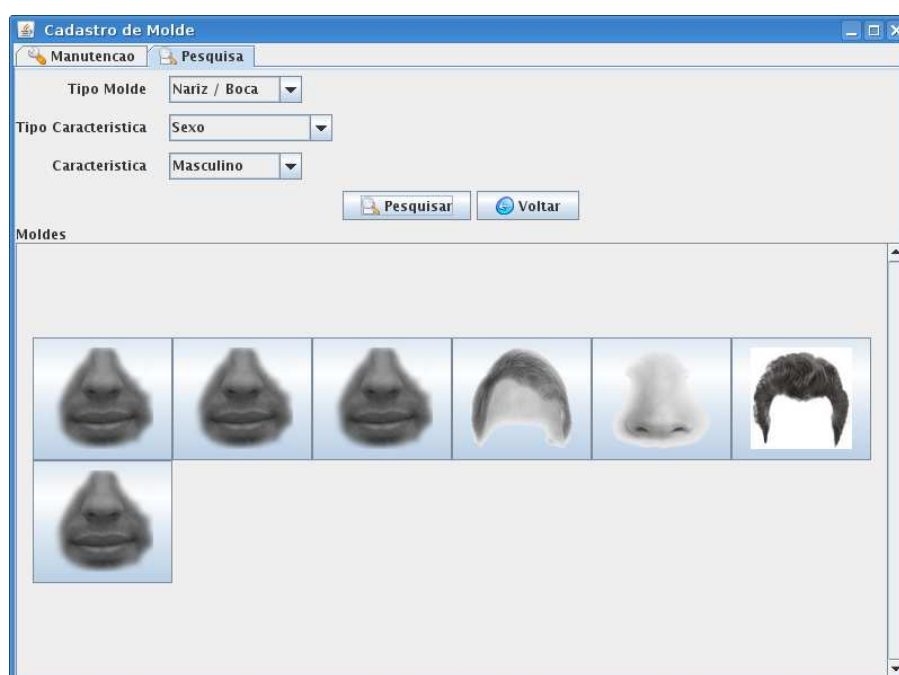 Cadastro de Molde
Manutencao Pesquisa
Tipo Molde Nariz / Boca
Tipo Caracteristica Sexo
Caracteristica Masculino
Pesquisar Voltar
Moldes